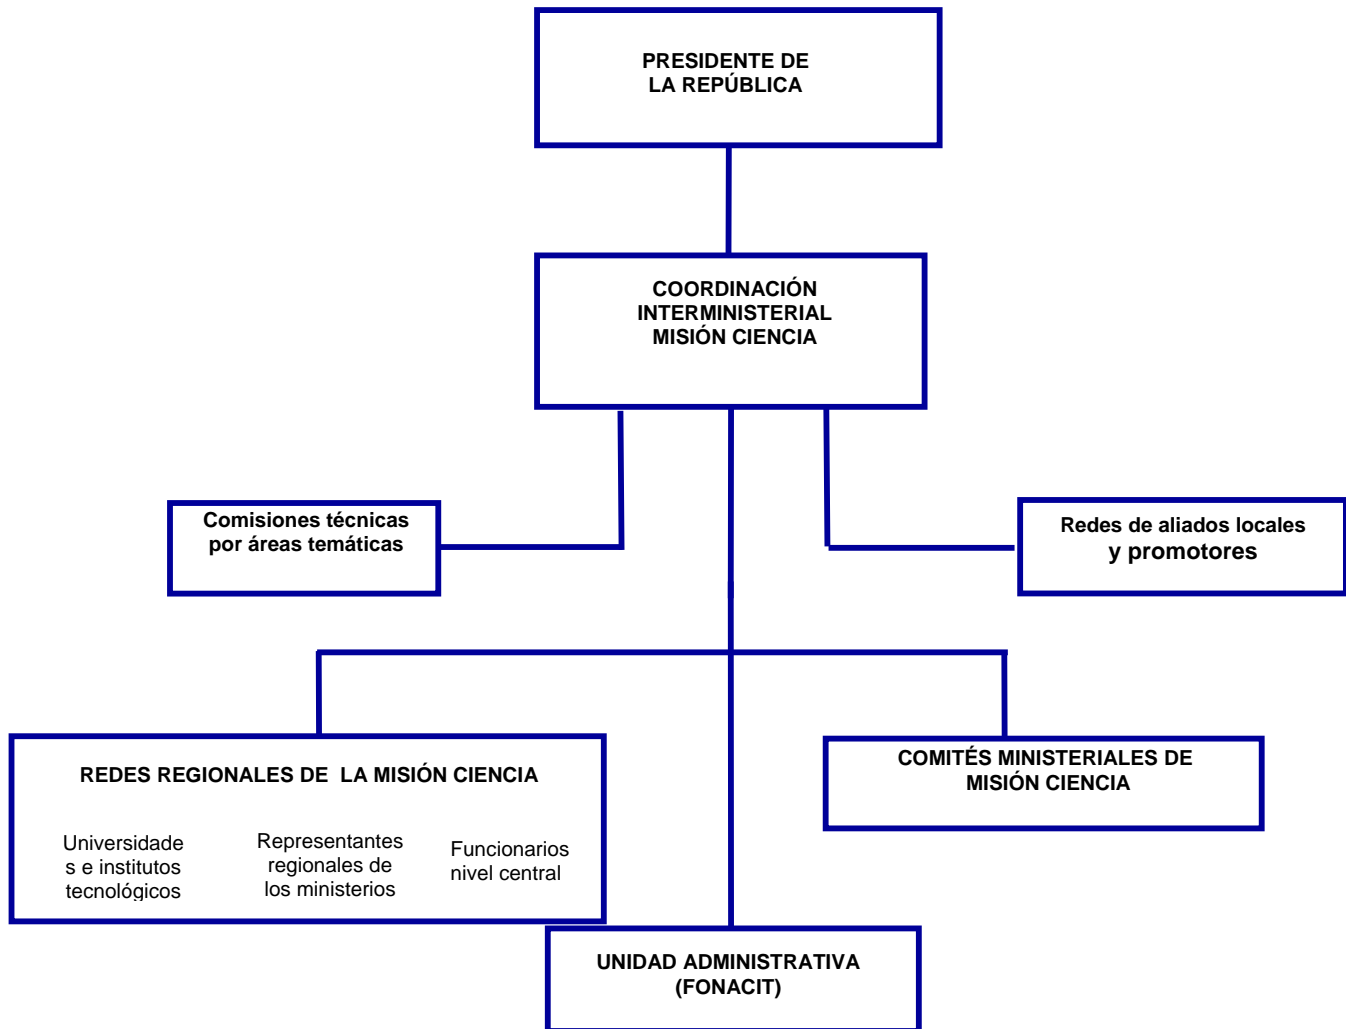 PRESIDENTE DE
LA REPÚBLICA
COORDINACIÓN
INTERMINISTERIAL
MISIÓN CIENCIA
Comisiones técnicas
por áreas temáticas
Redes de aliados locales
y promotores
REDES REGIONALES DE LA MISIÓN CIENCIA
Universidade
s e institutos
tecnológicos
Representantes
regionales de
los ministerios
Funcionarios
nivel central
COMITÉS MINISTERIALES DE
MISIÓN CIENCIA
UNIDAD ADMINISTRATIVA
(FONACIT)